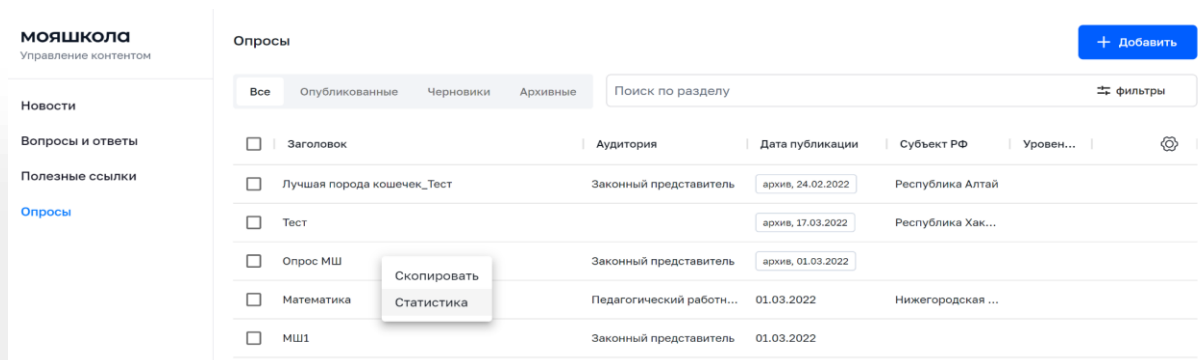 мояшкола
Управление контентом
Новости
Вопросы и ответы
Полезные ссылки
Опросы
Опросы
+ Добавить
Все Опубликованные Черновики Архивные Поиск по разделу фильтры
Заголовок Аудитория Дата публикации Субъект РФ Уровен...
Лучшая порода кошечек_Тест Законный представитель архив, 24.02.2022 Республика Алтай
Тест архив, 17.03.2022 Республика Хак...
Опрос МШ Законный представитель архив, 01.03.2022
Скопировать
Математика Педагогический работн... 01.03.2022 Нижегородская ...
Статистика
МШ1 Законный представитель 01.03.2022